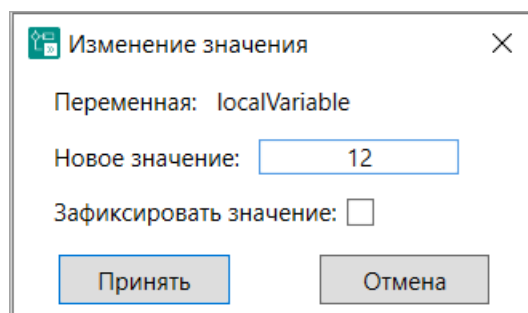 Изменение значения
Переменная: localVariable
Новое значение: 12
Зафиксировать значение:
Принять Отмена